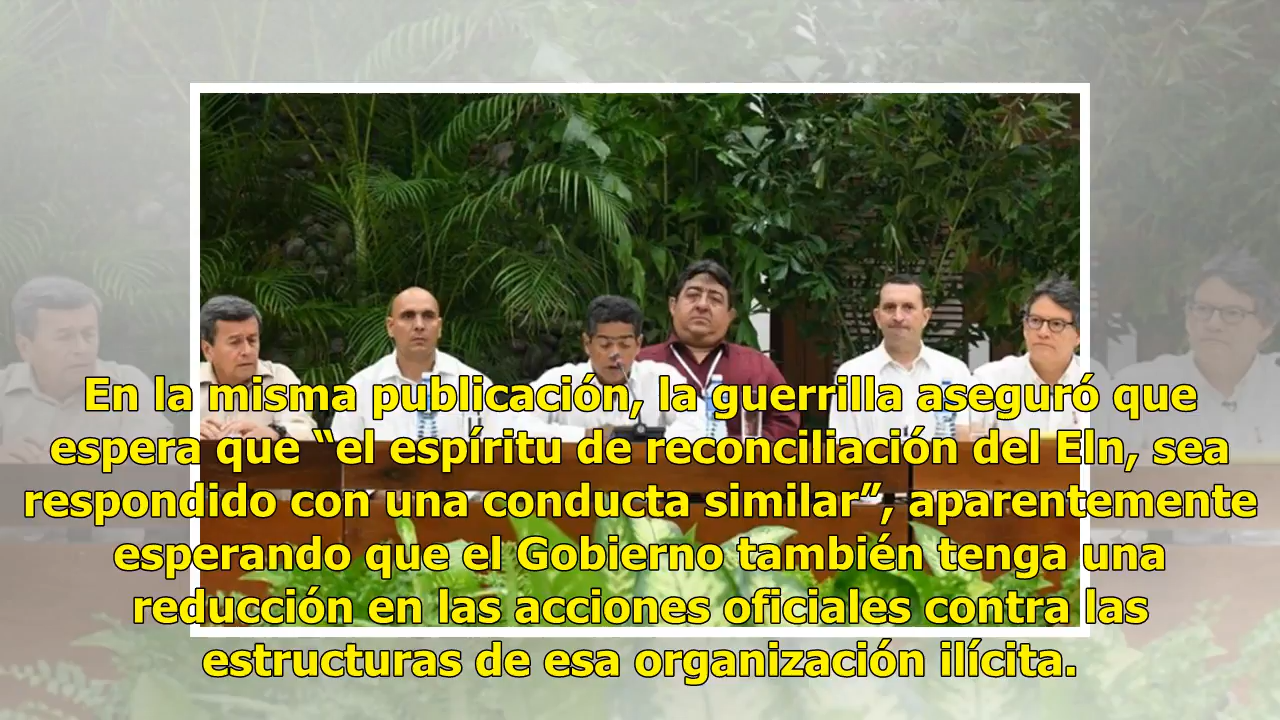 En la misma publicación, la guerrilla aseguró que
espera que “el espíritu de reconciliación del Eln, sea
respondido con una conducta similar”, aparentemente
esperando que el Gobierno también tenga una
reducción en las acciones oficiales contra las
estructuras de esa organización ilícita.